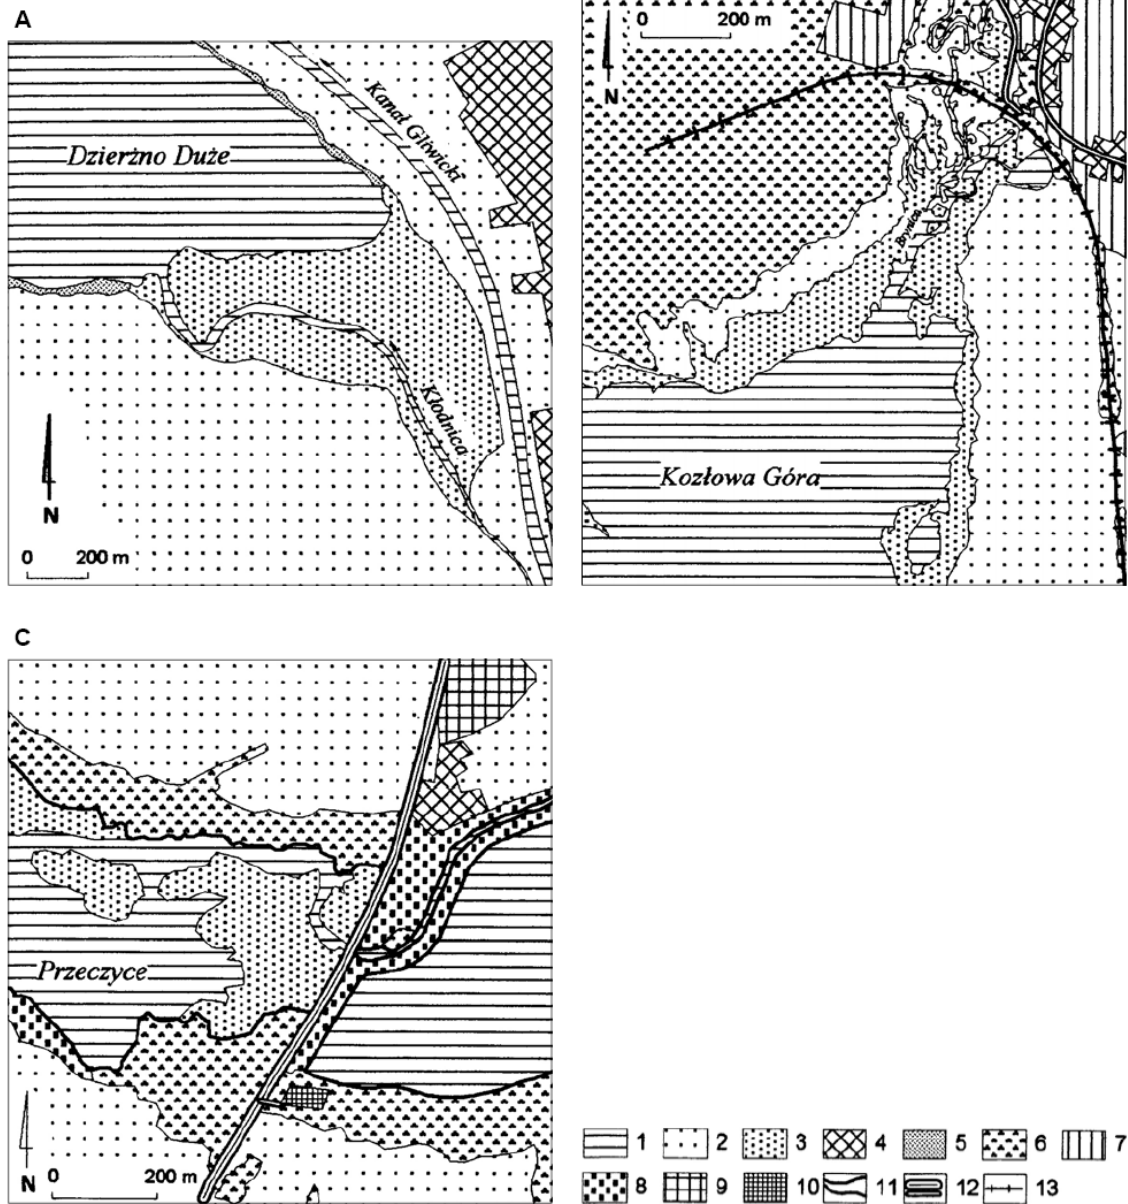 A
Kanał Gliwicki
Dzierżno Duże
Kłodnica
N
0 200 m
0 200 m
N
Brynica
Kozłowa Góra
C
Przeczyce
N
0 200 m
1 2 3 4 5 6 7
8 9 10 11 12 13